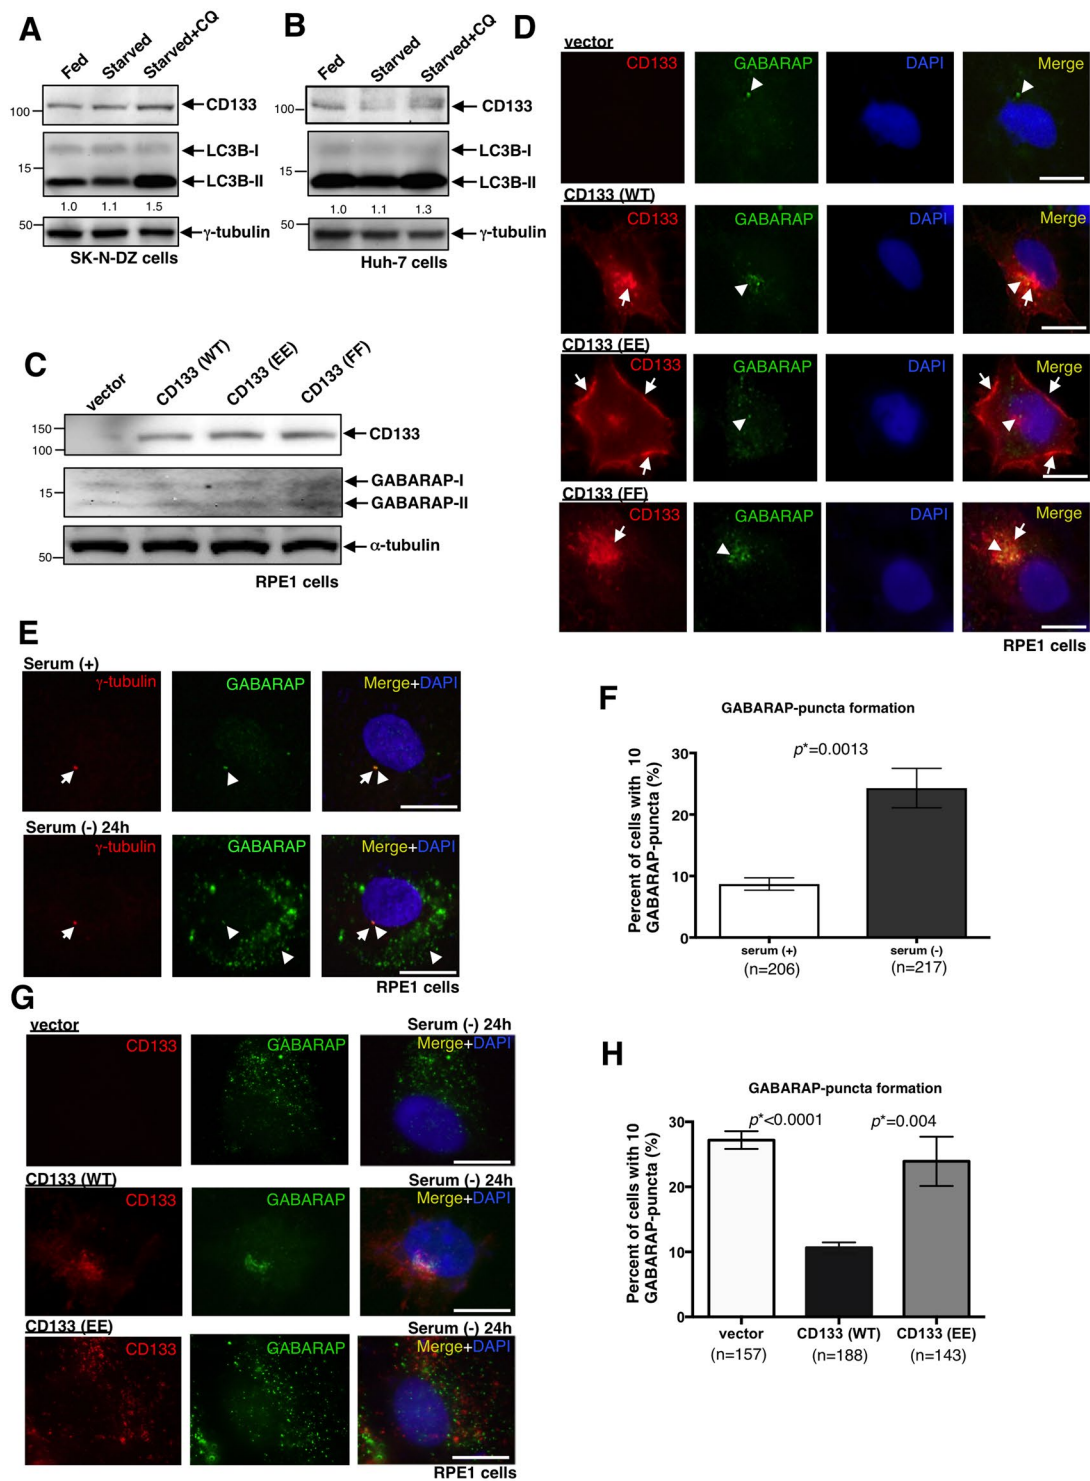 A
Fed
Starved
Starved+CQ
100
CD133
LC3B-I
15
LC3B-II
1.0 1.1 1.5
50
γ-tubulin
SK-N-DZ cells
B
Fed
Starved
Starved+CQ
100
CD133
LC3B-I
15
LC3B-II
1.0 1.1 1.3
50
γ-tubulin
Huh-7 cells
C
vector
CD133 (WT)
CD133 (EE)
CD133 (FF)
150
CD133
100
GABARAP-I
15
GABARAP-II
α-tubulin
50
RPE1 cells
D
vector
CD133 GABARAP DAPI Merge
CD133 (WT)
CD133 GABARAP DAPI Merge
CD133 (EE)
CD133 GABARAP DAPI Merge
CD133 (FF)
CD133 GABARAP DAPI Merge
RPE1 cells
E
Serum (+)
γ-tubulin GABARAP Merge+DAPI
Serum (-) 24h
γ-tubulin GABARAP Merge+DAPI
RPE1 cells
F
GABARAP-puncta formation
p*=0.0013
Percent of cells with 10
GABARAP-puncta (%)
30
20
10
0
serum (+) serum (-)
(n=206) (n=217)
G
vector Serum (-) 24h
CD133 GABARAP Merge+DAPI
CD133 (WT) Serum (-) 24h
CD133 GABARAP Merge+DAPI
CD133 (EE) Serum (-) 24h
CD133 GABARAP Merge+DAPI
RPE1 cells
H
GABARAP-puncta formation
p*<0.0001 p*=0.004
Percent of cells with 10
GABARAP-puncta (%)
30
20
10
0
vector CD133 (WT) CD133 (EE)
(n=157) (n=188) (n=143)